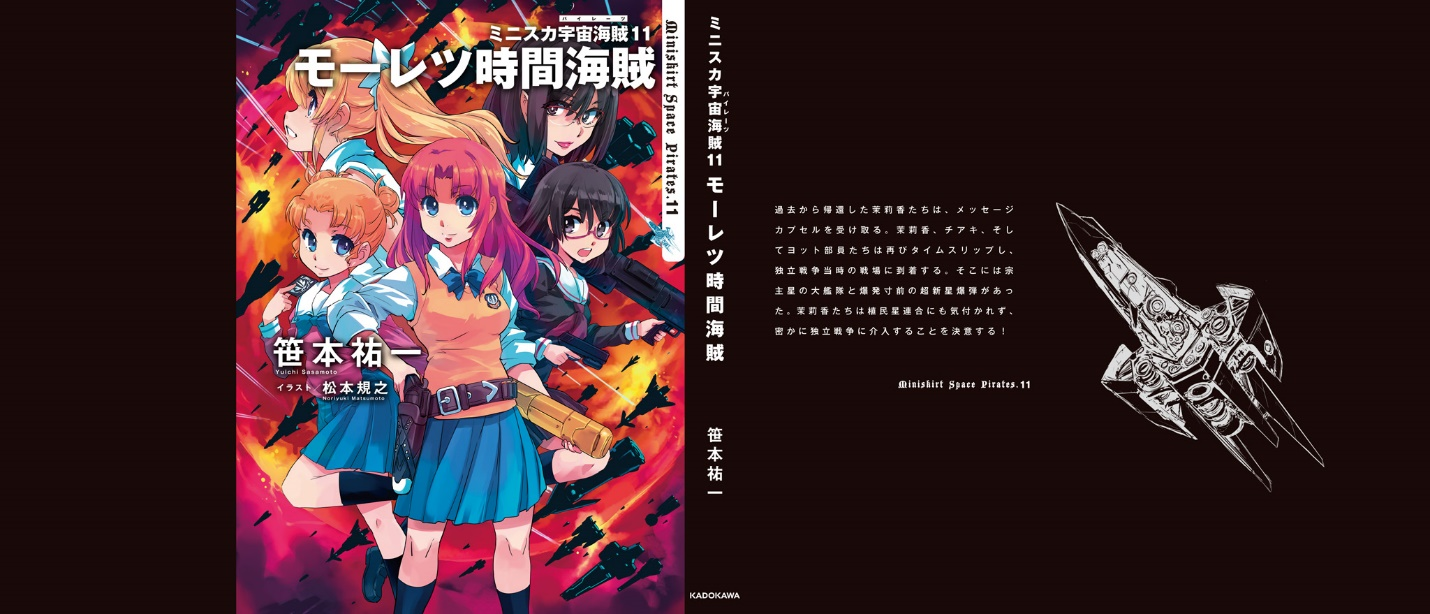 パイレーツ
ミニスカ宇宙海賊11
モーレツ時間海賊
Miniskirt Space Pirates.11
笹本祐一
Yuichi Sasamoto
イラスト/松本規之
Noriyuki Matsumoto
ミニスカ宇宙海賊11 モーレツ時間海賊
パイレーツ
笹本祐一
KADOKAWA
過去から帰還した茉莉香たちは、メッセージ
カプセルを受け取る。茉莉香、チアキ、そし
てヨット部員たちは再びタイムスリップし、
独立戦争当時の戦場に到着する。そこには宗
主星の大艦隊と爆発寸前の超新星爆弾があっ
た。茉莉香たちは植民星連合にも気付かれず、
密かに独立戦争に介入することを決意する！
Miniskirt Space Pirates.11